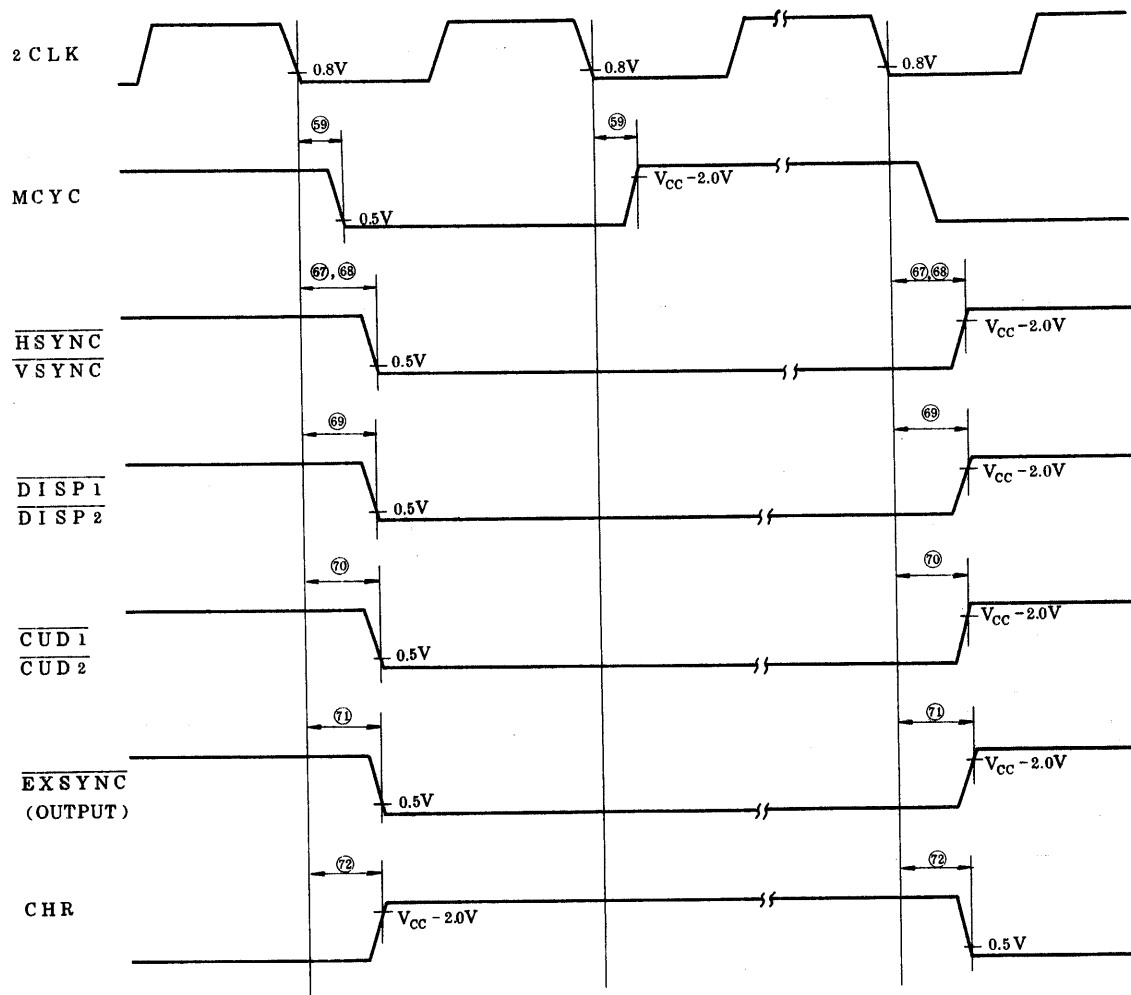 2CLK
0.8V
0.8V
0.8V
59
59
MCYC
0.5V
VCC－2.0V
67, 68
67, 68
HSYNC
VSYNC
0.5V
VCC－2.0V
69
69
DISP1
DISP2
0.5V
VCC－2.0V
70
70
CUD1
CUD2
0.5V
VCC－2.0V
71
71
EXSYNC
(OUTPUT)
0.5V
VCC－2.0V
72
72
CHR
VCC－2.0V
0.5V